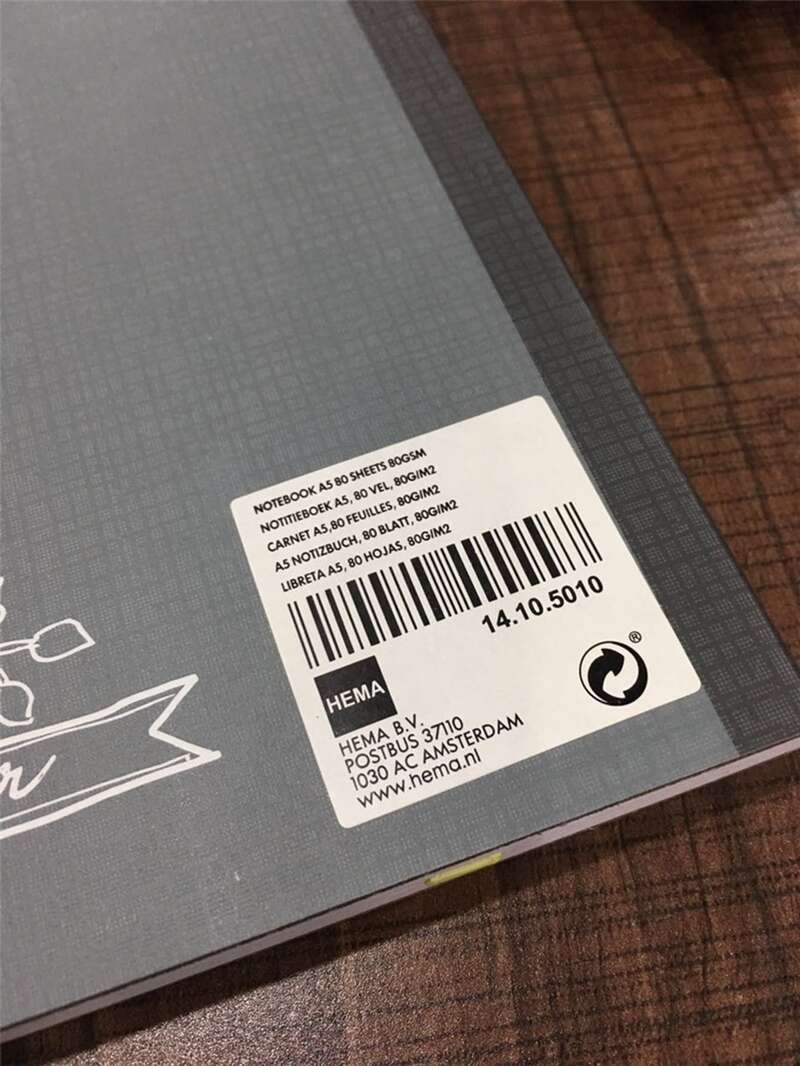 NOTEBOOK A5 80 SHEETS 80GSM
NOTITIEBOEK A5, 80 VEL, 80G/M2
CARNET A5,80 FEUILLES, 80G/M2
A5 NOTIZBUCH, 80 BLATT, 80G/M2
LIBRETA A5, 80 HOJAS, 80G/M2
14.10.5010
®
HEMA
HEMA B.V.
POSTBUS 37110
1030 AC AMSTERDAM
www.hema.nl